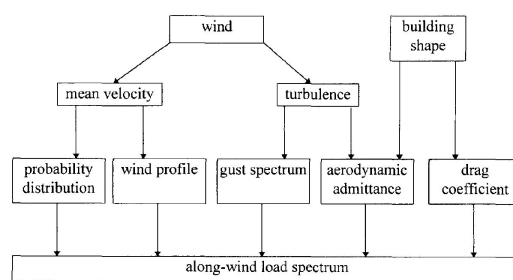 wind
building
shape
mean velocity
turbulence
probability
distribution
wind profile
gust spectrum
aerodynamic
admittance
drag
coefficient
along-wind load spectrum